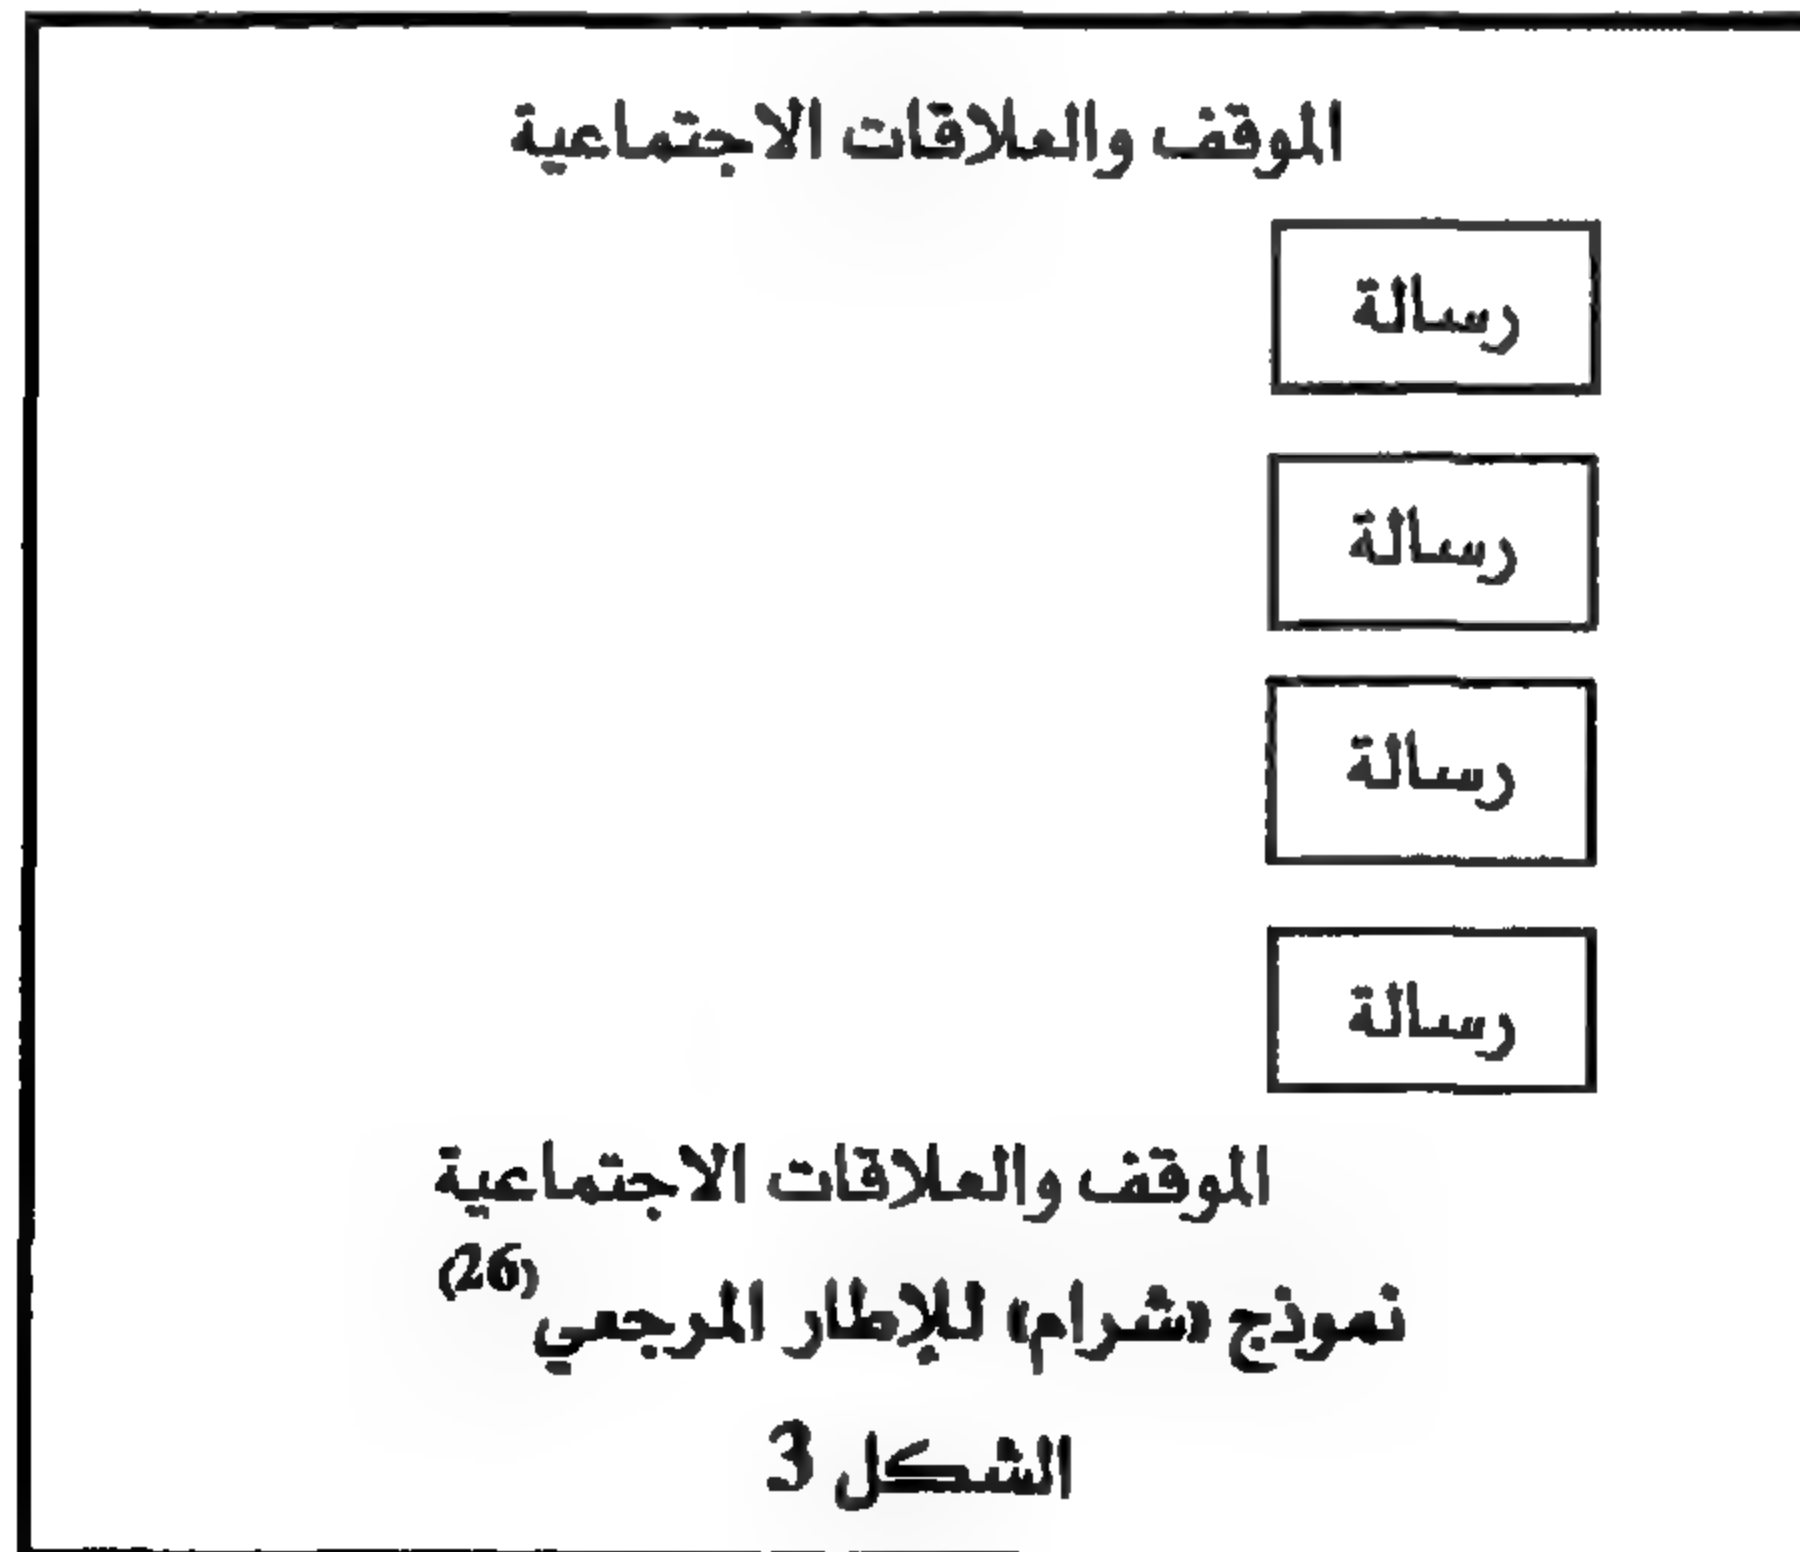 الموقف والعلاقات الاجتماعية
رسالة
رسالة
رسالة
رسالة
الموقف والعلاقات الاجتماعية
نموذج «شرام» للإطار المرجعي (26)
الشكل 3